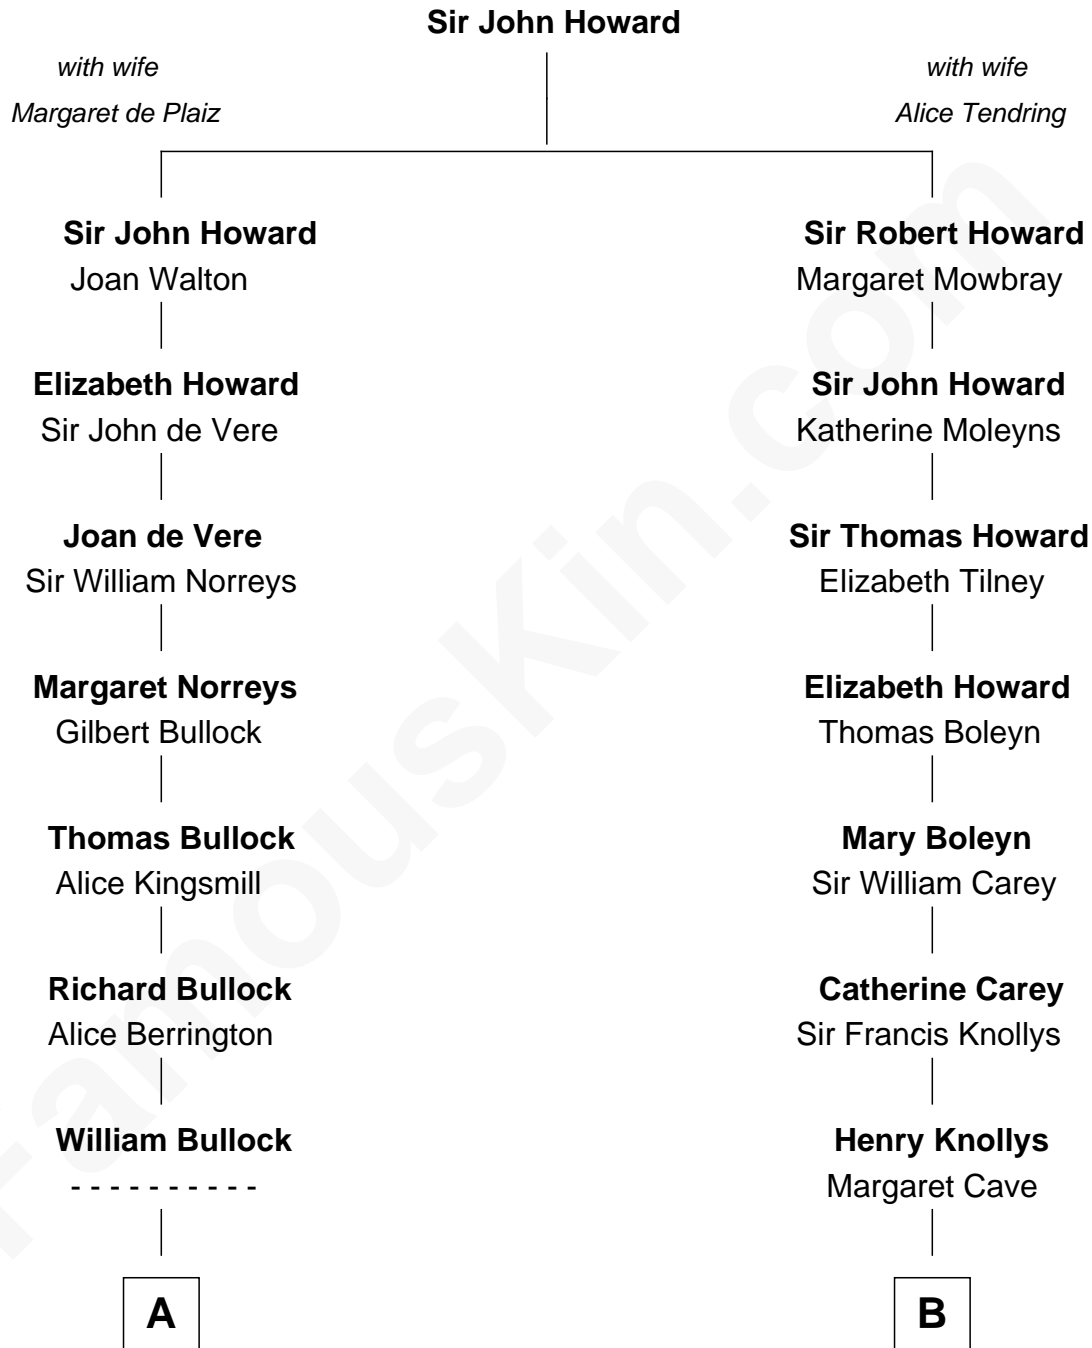 Sir John Howard
with wife
Margaret de Plaiz
with wife
Alice Tendring
Sir John Howard
Joan Walton
Sir Robert Howard
Margaret Mowbray
Elizabeth Howard
Sir John de Vere
Sir John Howard
Katherine Moleyns
Joan de Vere
Sir William Norreys
Sir Thomas Howard
Elizabeth Tilney
Margaret Norreys
Gilbert Bullock
Elizabeth Howard
Thomas Boleyn
Thomas Bullock
Alice Kingsmill
Mary Boleyn
Sir William Carey
Richard Bullock
Alice Berrington
Catherine Carey
Sir Francis Knollys
William Bullock
- - - - - - - - - -
Henry Knollys
Margaret Cave
A
B
FamousKin.com